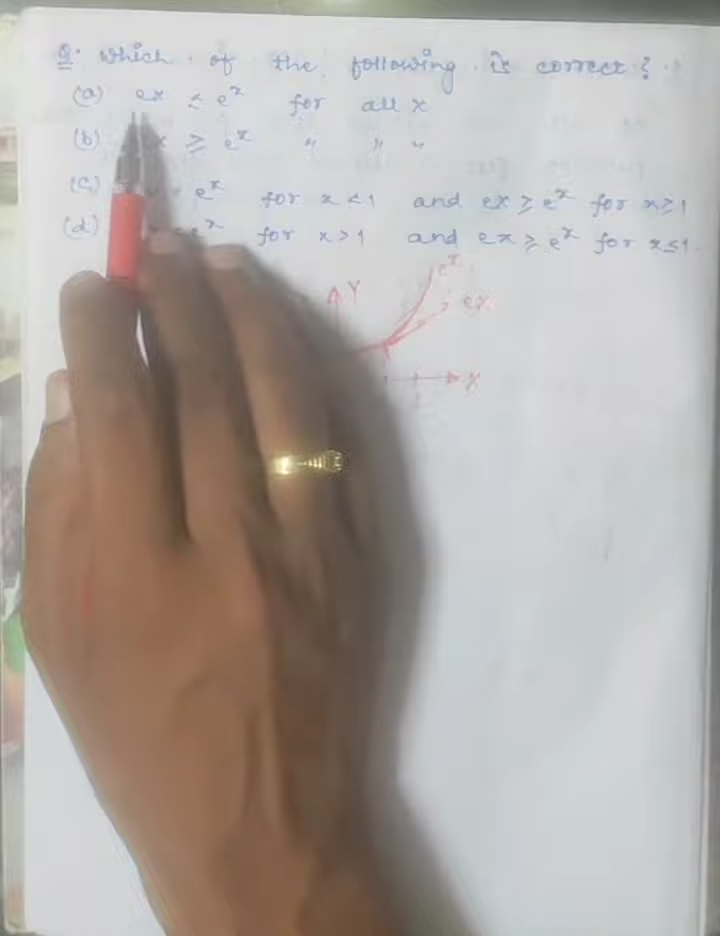 Q. Which of the following is correct?
(a) ex ≤ e^x for all x
(b) x ≥ e^x " " "
(c) e^x for x < 1 and ex ≥ e^x for x ≥ 1
(d) e^x for x > 1 and ex ≥ e^x for x ≤ 1.
e^x
Y
ex
X